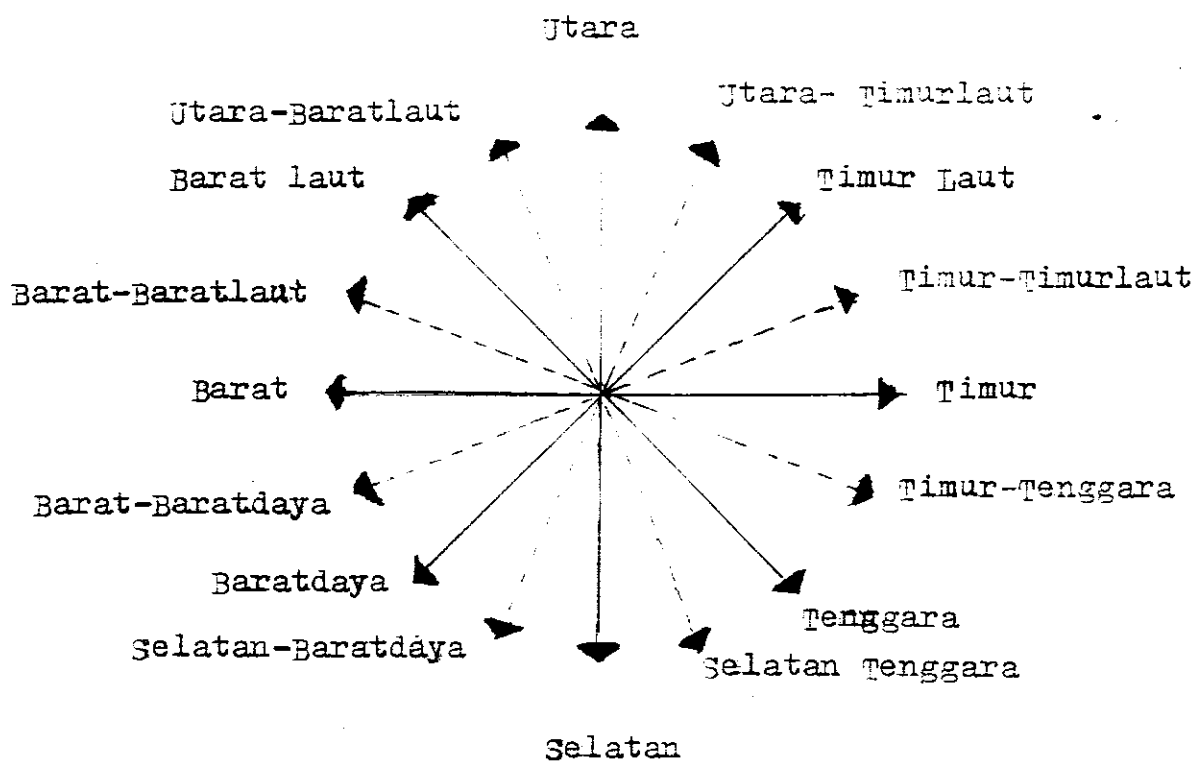 Utara
Utara- Timurlaut
Utara-Baratlaut
Barat laut
Timur Laut
Timur-Timurlaut
Barat-Baratlaut
Barat
Timur
Timur-Tenggara
Barat-Baratdaya
Baratdaya
Tenggara
Selatan-Baratdaya
Selatan Tenggara
Selatan